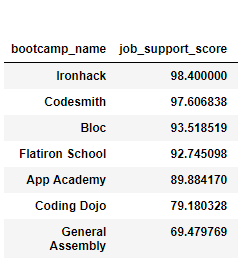 bootcamp_name job_support_score
Ironhack 98.400000
Codesmith 97.606838
Bloc 93.518519
Flatiron School 92.745098
App Academy 89.884170
Coding Dojo 79.180328
General 69.479769
Assembly